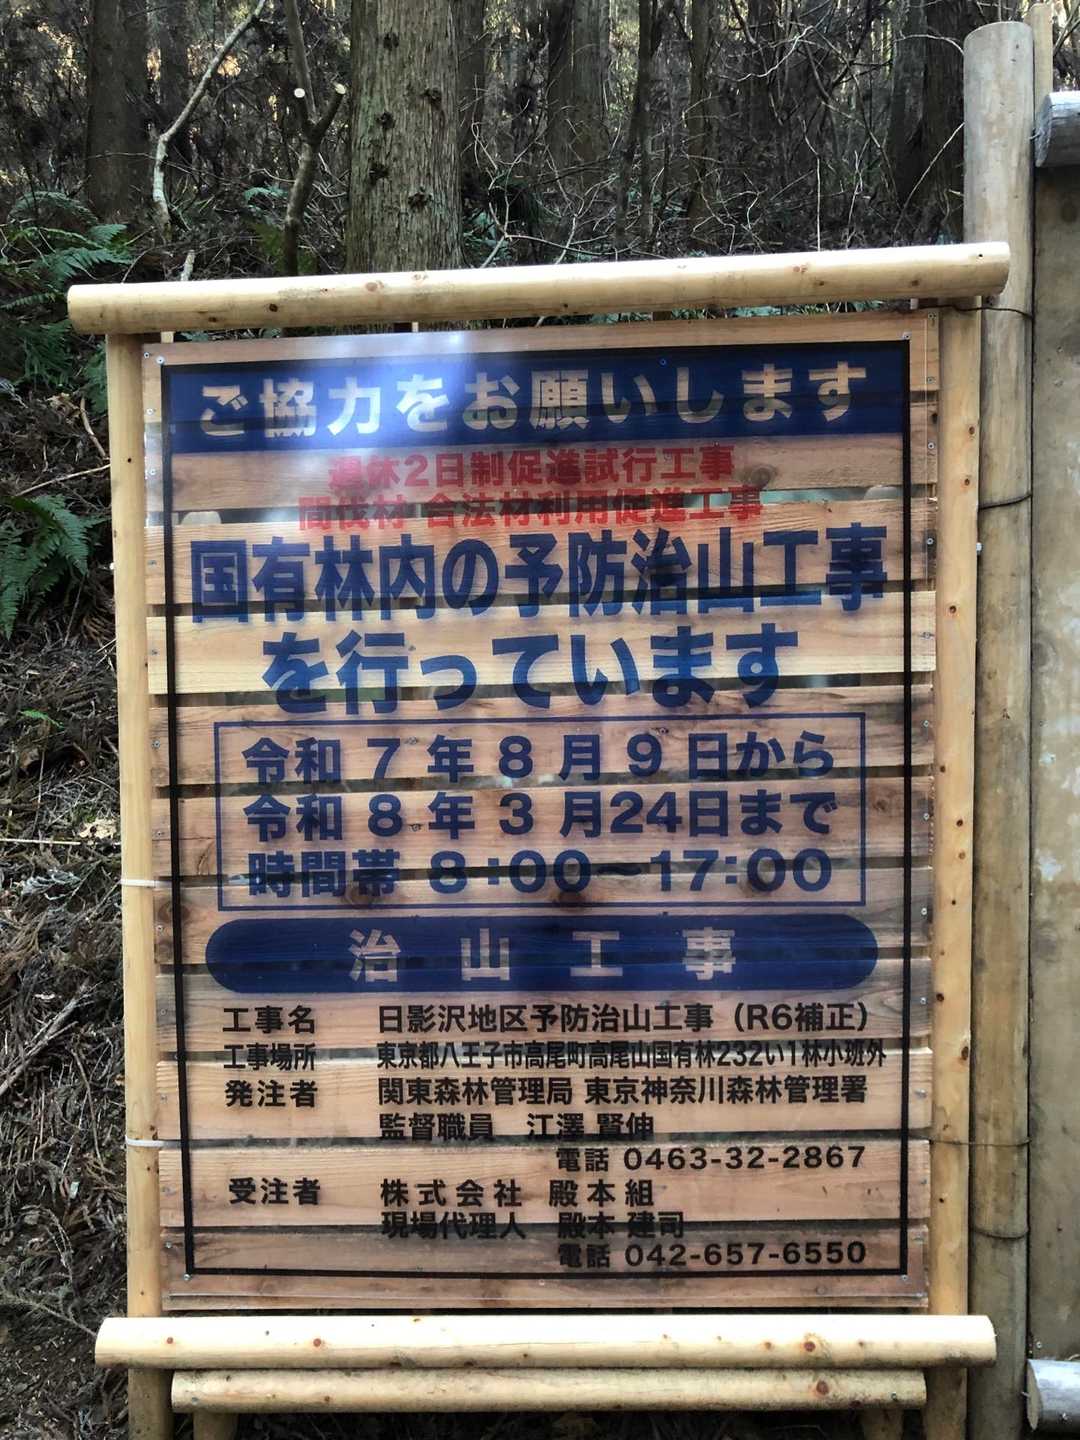 ご協力をお願いします
週休2日制促進試行工事
間伐材 合法材利用促進工事
国有林内の予防治山工事
を行っています
令和 7 年 8 月 9 日から
令和 8 年 3 月24日まで
時間帯 8:00〜17:00
治山工事
工事名 日影沢地区予防治山工事（R6補正）
工事場所 東京都八王子市高尾町高尾山国有林232い1林小班外
発注者 関東森林管理局 東京神奈川森林管理署
監督職員 江澤 賢伸
電話 0463-32-2867
受注者 株式会社 殿本組
現場代理人 殿本 建司
電話 042-657-6550